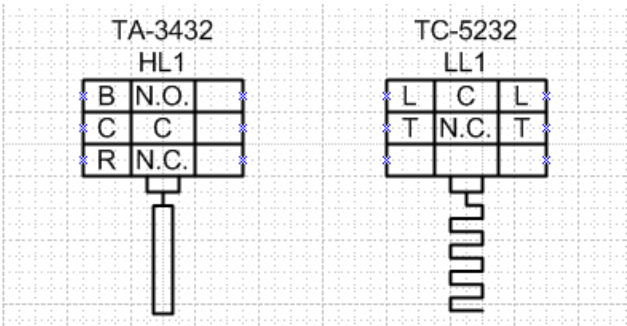 TA-3432
HL1
B N.O.
C C
R N.C.
TC-5232
LL1
L C L
T N.C. T